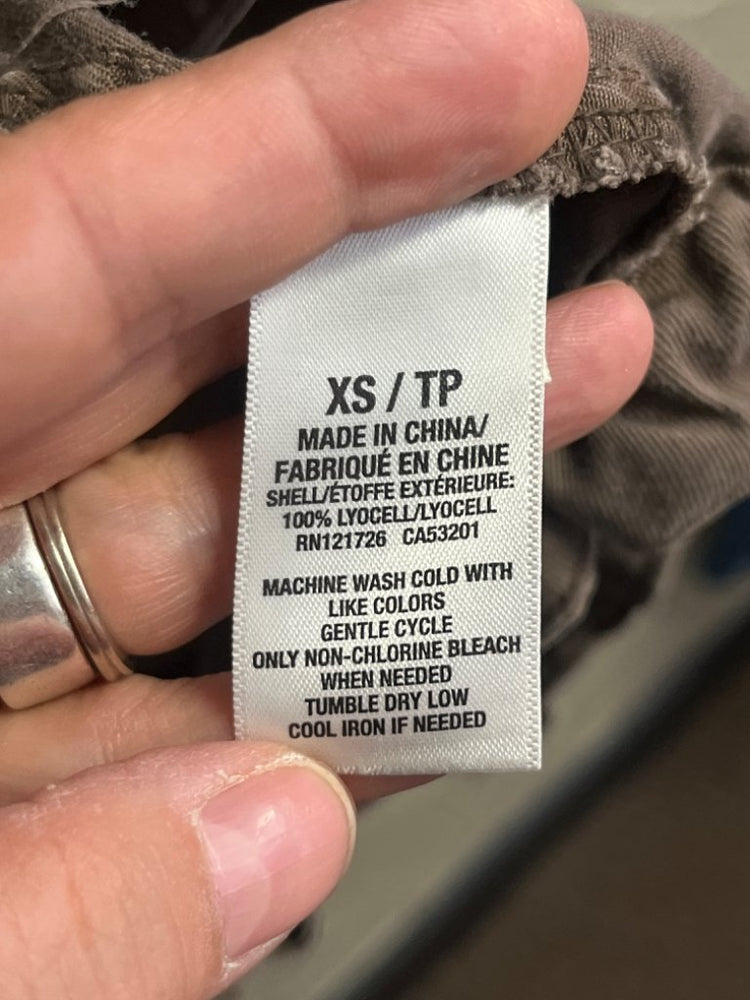 XS / TP
MADE IN CHINA/
FABRIQUÉ EN CHINE
SHELL/ÉTOFFE EXTÉRIEURE:
100% LYOCELL/LYOCELL
RN121726 CA53201
MACHINE WASH COLD WITH
LIKE COLORS
GENTLE CYCLE
ONLY NON-CHLORINE BLEACH
WHEN NEEDED
TUMBLE DRY LOW
COOL IRON IF NEEDED